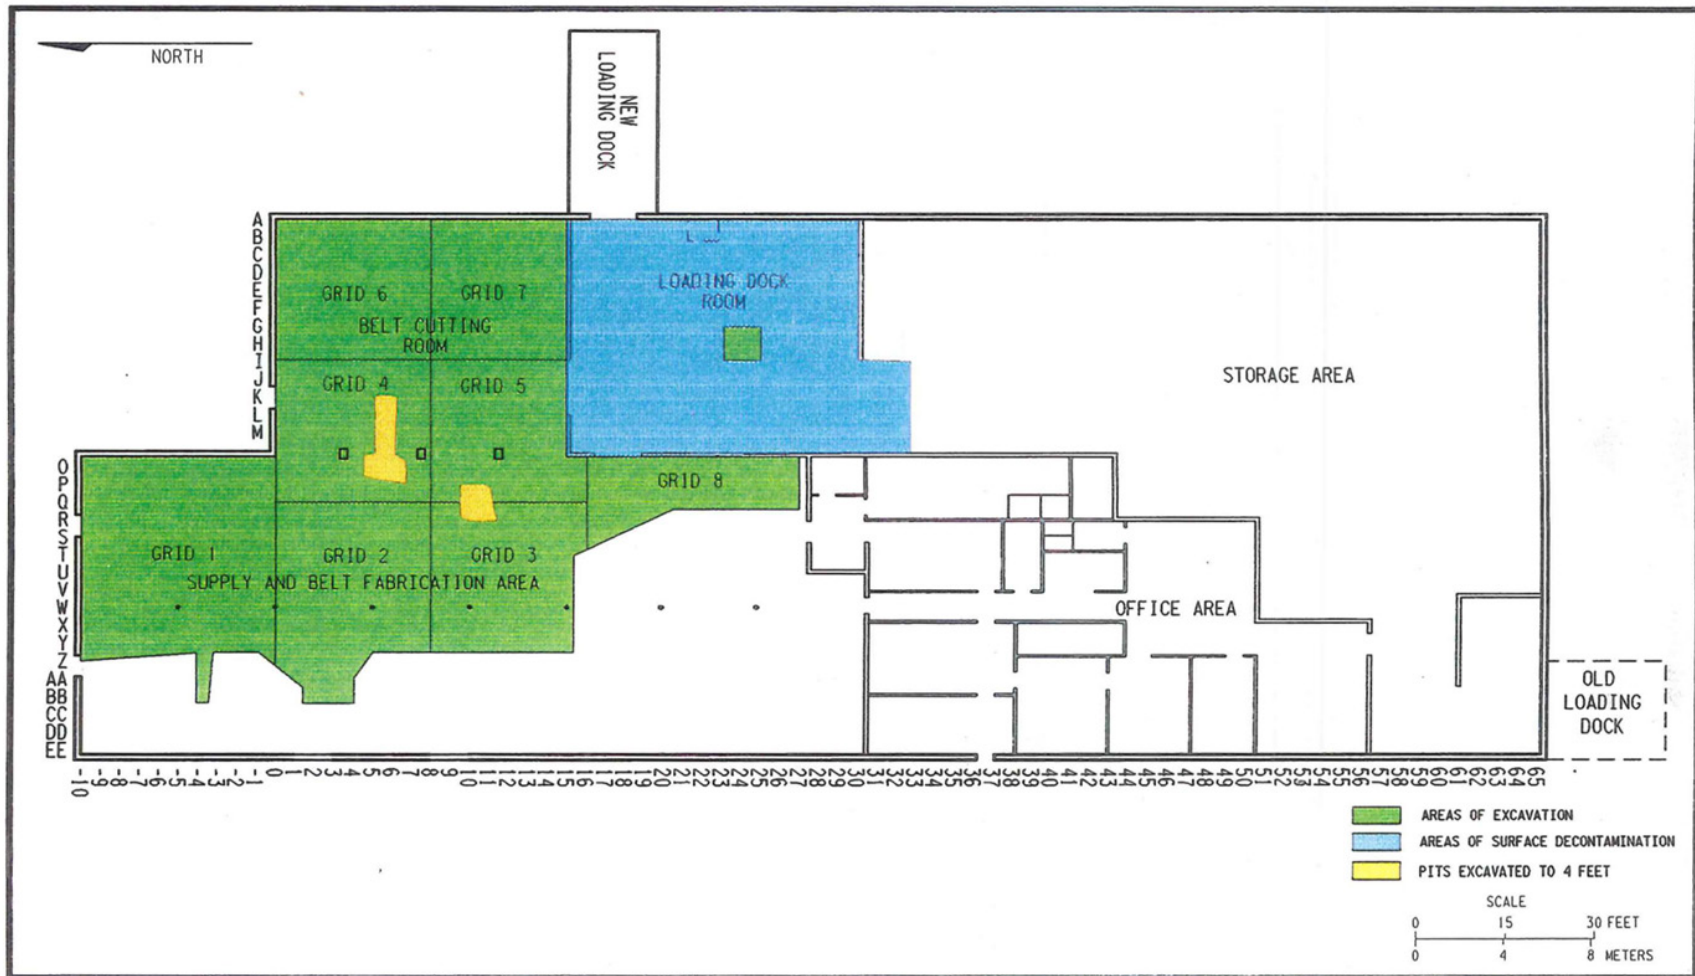 NORTH
NEW
LOADING DOCK
A
B
C
D
E
F
G
H
I
J
K
L
M
O
P
Q
R
S
T
U
V
W
X
Y
Z
AA
BB
CC
DD
EE
GRID 6
GRID 7
BELT CUTTING
ROOM
GRID 4
GRID 5
LOADING DOCK
ROOM
STORAGE AREA
GRID 8
GRID 1
GRID 2
GRID 3
SUPPLY AND BELT FABRICATION AREA
OFFICE AREA
OLD
LOADING
DOCK
-10 -9 -8 -7 -6 -5 -4 -3 -2 -1 0 1 2 3 4 5 6 7 8 9 10 11 12 13 14 15 16 17 18 19 20 21 22 23 24 25 26 27 28 29 30 31 32 33 34 35 36 37 38 39 40 41 42 43 44 45 46 47 48 49 50 51 52 53 54 55 56 57 58 59 60 61 62 63 64 65
AREAS OF EXCAVATION
AREAS OF SURFACE DECONTAMINATION
PITS EXCAVATED TO 4 FEET
SCALE
0 15 30 FEET
0 4 8 METERS